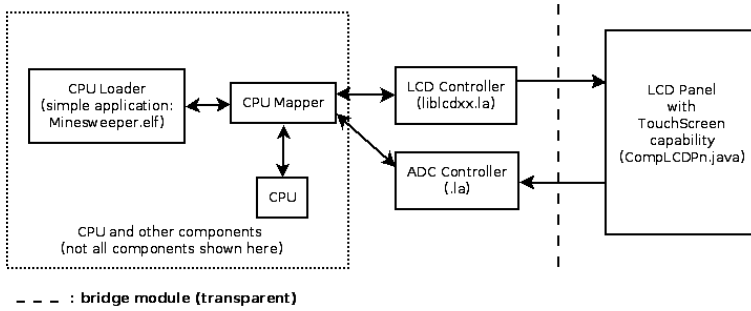 CPU Loader
(simple application:
Minesweeper.elf)
CPU Mapper
CPU
CPU and other components
(not all components shown here)
LCD Controller
(liblcdxx.la)
ADC Controller
(.la)
LCD Panel
with
TouchScreen
capability
(CompLCDPn.java)
_ _ _ : bridge module (transparent)